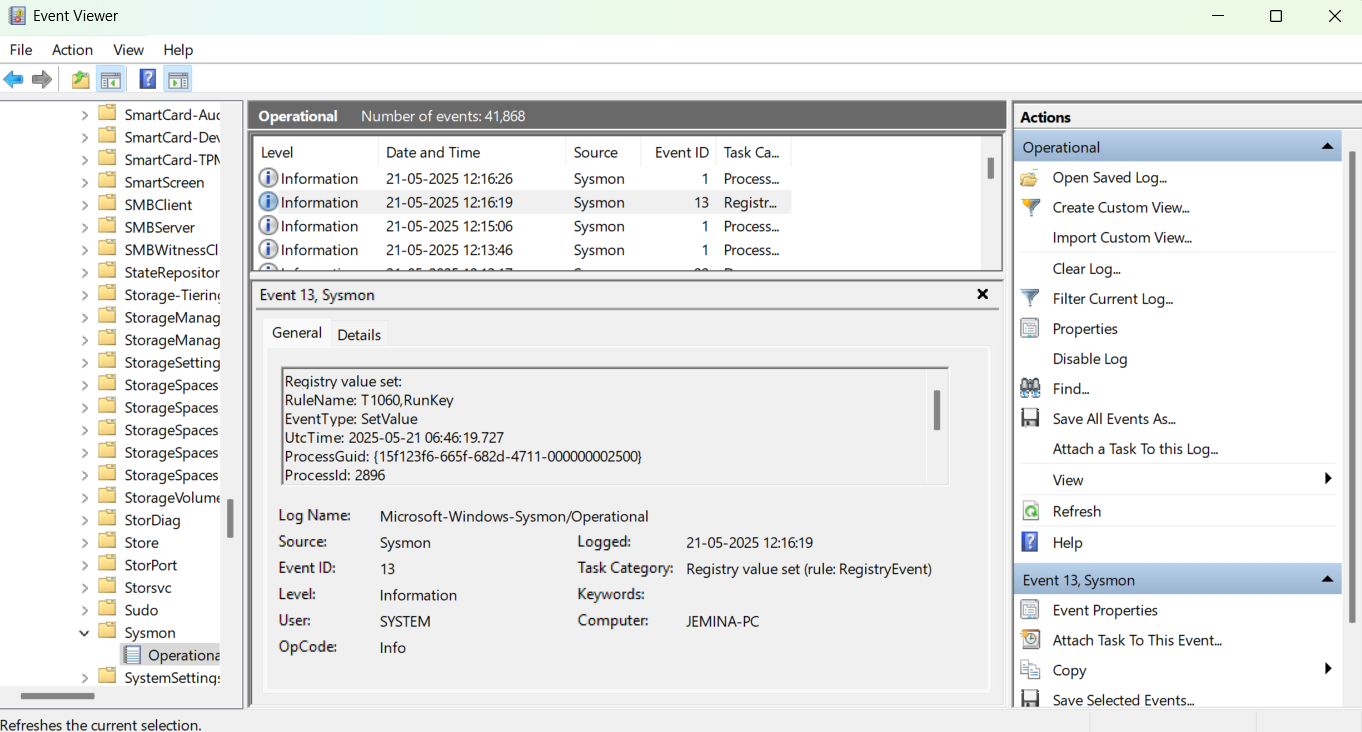 Event Viewer
File Action View Help
SmartCard-Auc
SmartCard-Dev
SmartCard-TPM
SmartScreen
SMBClient
SMBServer
SMBWitnessCl
StateRepositor
Storage-Tiering
StorageManag
StorageManag
StorageSetting
StorageSpaces
StorageSpaces
StorageSpaces
StorageSpaces
StorageSpaces
StorageVolume
StorDiag
Store
StorPort
Storsvc
Sudo
Sysmon
Operationa
SystemSettings
Operational Number of events: 41,868
Level Date and Time Source Event ID Task Ca...
Information 21-05-2025 12:16:26 Sysmon 1 Process...
Information 21-05-2025 12:16:19 Sysmon 13 Registr...
Information 21-05-2025 12:15:06 Sysmon 1 Process...
Information 21-05-2025 12:13:46 Sysmon 1 Process...
Event 13, Sysmon
General Details
Registry value set:
RuleName: T1060,RunKey
EventType: SetValue
UtcTime: 2025-05-21 06:46:19.727
ProcessGuid: {15f123f6-665f-682d-4711-000000002500}
ProcessId: 2896
Log Name: Microsoft-Windows-Sysmon/Operational
Source: Sysmon Logged: 21-05-2025 12:16:19
Event ID: 13 Task Category: Registry value set (rule: RegistryEvent)
Level: Information Keywords:
User: SYSTEM Computer: JEMINA-PC
OpCode: Info
Actions
Operational
Open Saved Log...
Create Custom View...
Import Custom View...
Clear Log...
Filter Current Log...
Properties
Disable Log
Find...
Save All Events As...
Attach a Task To this Log...
View
Refresh
Help
Event 13, Sysmon
Event Properties
Attach Task To This Event...
Copy
Save Selected Events...
Refreshes the current selection.